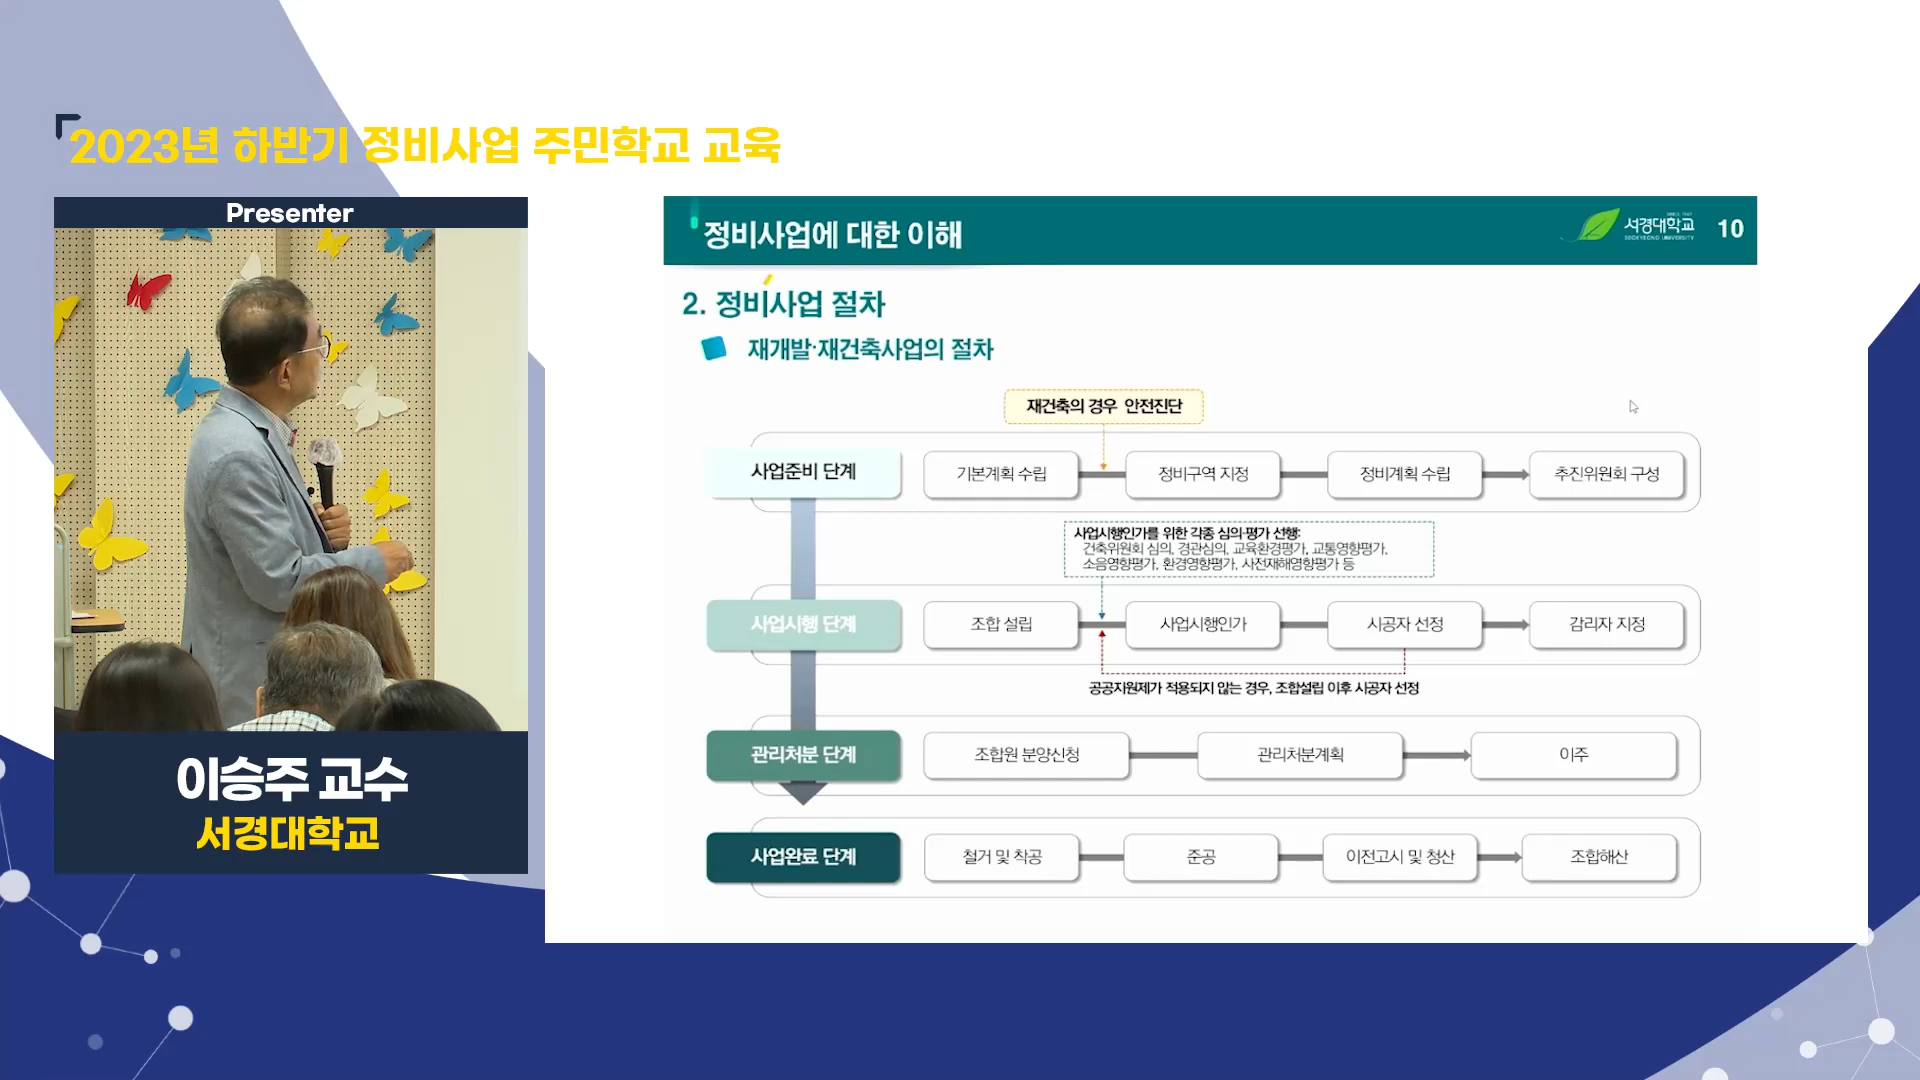 2023년 하반기 정비사업 주민학교 교육
Presenter
이승주 교수
서경대학교
정비사업에 대한 이해
SINCE 1947
서경대학교
SEOKYEONG UNIVERSITY
10
2. 정비사업 절차
재개발·재건축사업의 절차
재건축의 경우 안전진단
사업준비 단계
기본계획 수립
정비구역 지정
정비계획 수립
추진위원회 구성
사업시행인가를 위한 각종 심의·평가 선행:
건축위원회 심의, 경관심의, 교육환경평가, 교통영향평가,
소음영향평가, 환경영향평가, 사전재해영향평가 등
사업시행 단계
조합 설립
사업시행인가
시공자 선정
감리자 지정
공공지원제가 적용되지 않는 경우, 조합설립 이후 시공자 선정
관리처분 단계
조합원 분양신청
관리처분계획
이주
사업완료 단계
철거 및 착공
준공
이전고시 및 청산
조합해산